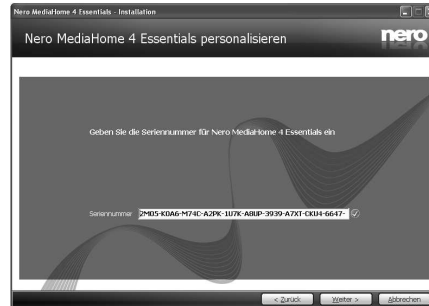 Nero MediaHome 4 Essentials - Installation
Nero MediaHome 4 Essentials personalisieren
nero
Geben Sie die Seriennummer für Nero MediaHome 4 Essentials ein
Seriennummer 2M05-K0A6-M74C-A2PK-1U7K-A8UP-3939-A7XT-CKU4-6647-
< Zurück Weiter > Abbrechen